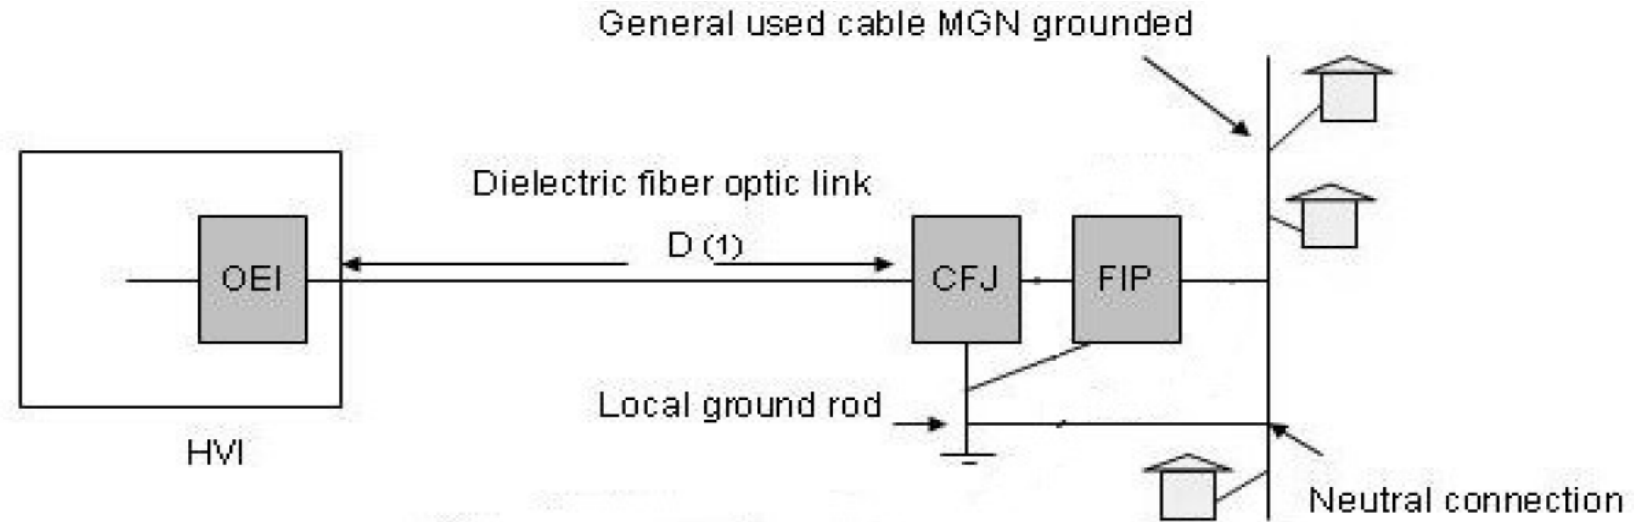 General used cable MGN grounded
Dielectric fiber optic link
D (1)
OEI
CFJ
FIP
Local ground rod
HVI
Neutral connection